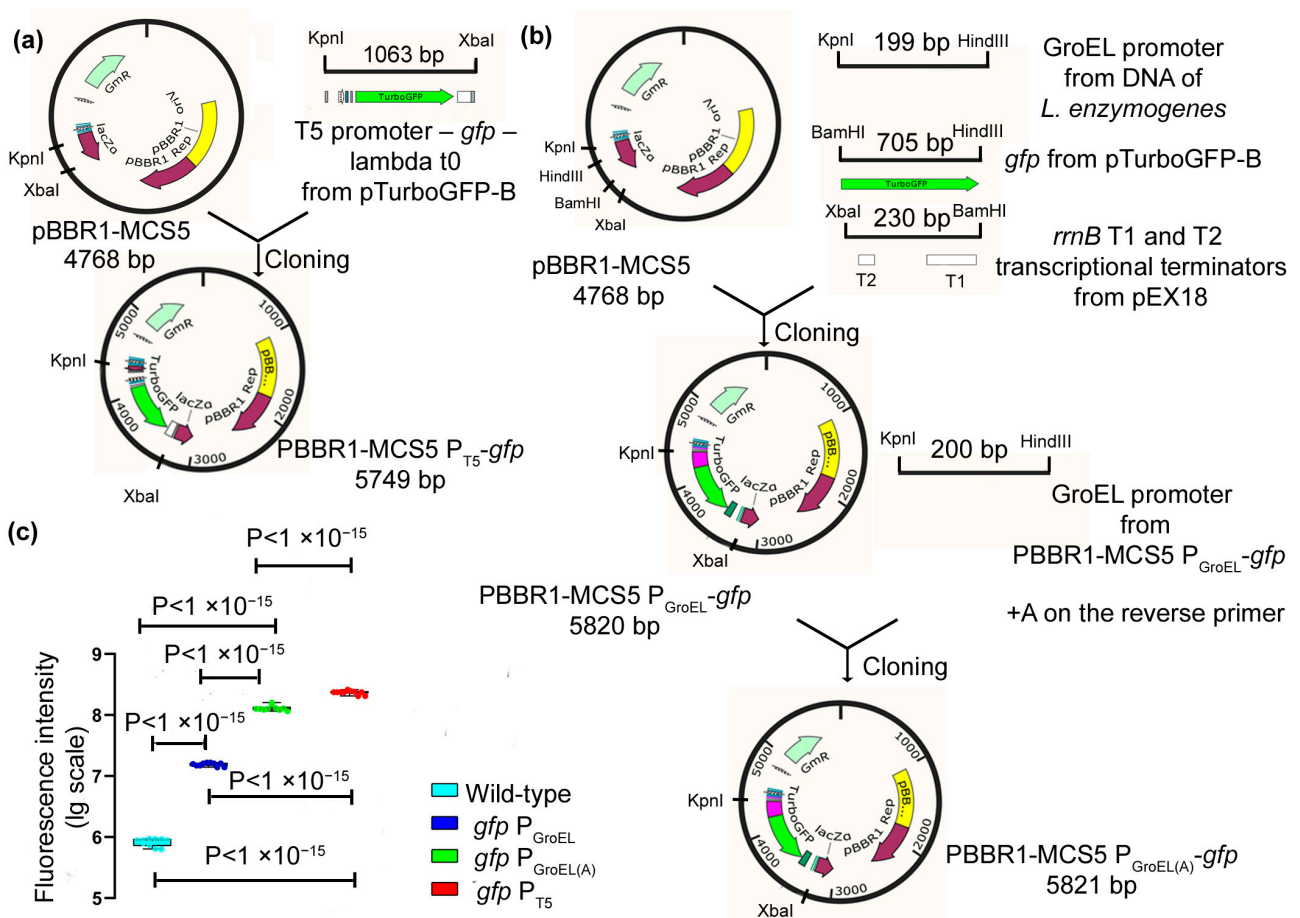 (a)
KpnI
XbaI
1063 bp
TurboGFP
T5 promoter – gfp –
lambda t0
from pTurboGFP-B
GmR
lacZα
pBBR1 oriV
pBBR1 Rep
KpnI
XbaI
pBBR1-MCS5
4768 bp
Cloning
1000
2000
3000
4000
5000
GmR
TurboGFP
lacZα
pBBR1 Rep
pBB...
KpnI
XbaI
PBBR1-MCS5 PT5-gfp
5749 bp
(b)
GmR
lacZα
pBBR1 oriV
pBBR1 Rep
KpnI
HindIII
BamHI
XbaI
pBBR1-MCS5
4768 bp
KpnI
199 bp
HindIII
GroEL promoter
from DNA of
L. enzymogenes
BamHI
HindIII
705 bp
TurboGFP
gfp from pTurboGFP-B
XbaI
BamHI
230 bp
T2
T1
rrnB T1 and T2
transcriptional terminators
from pEX18
Cloning
1000
2000
3000
4000
5000
GmR
TurboGFP
lacZα
pBBR1 Rep
pBB...
KpnI
XbaI
PBBR1-MCS5 PGroEL-gfp
5820 bp
KpnI
HindIII
200 bp
GroEL promoter
from
PBBR1-MCS5 PGroEL-gfp
+A on the reverse primer
Cloning
1000
2000
3000
4000
5000
GmR
TurboGFP
lacZα
pBBR1 Rep
pBB...
KpnI
XbaI
PBBR1-MCS5 PGroEL(A)-gfp
5821 bp
(c)
P<1 ×10⁻¹⁵
P<1 ×10⁻¹⁵
P<1 ×10⁻¹⁵
P<1 ×10⁻¹⁵
P<1 ×10⁻¹⁵
P<1 ×10⁻¹⁵
Fluorescence intensity
(lg scale)
9
8
7
6
5
Wild-type
gfp PGroEL
gfp PGroEL(A)
gfp PT5